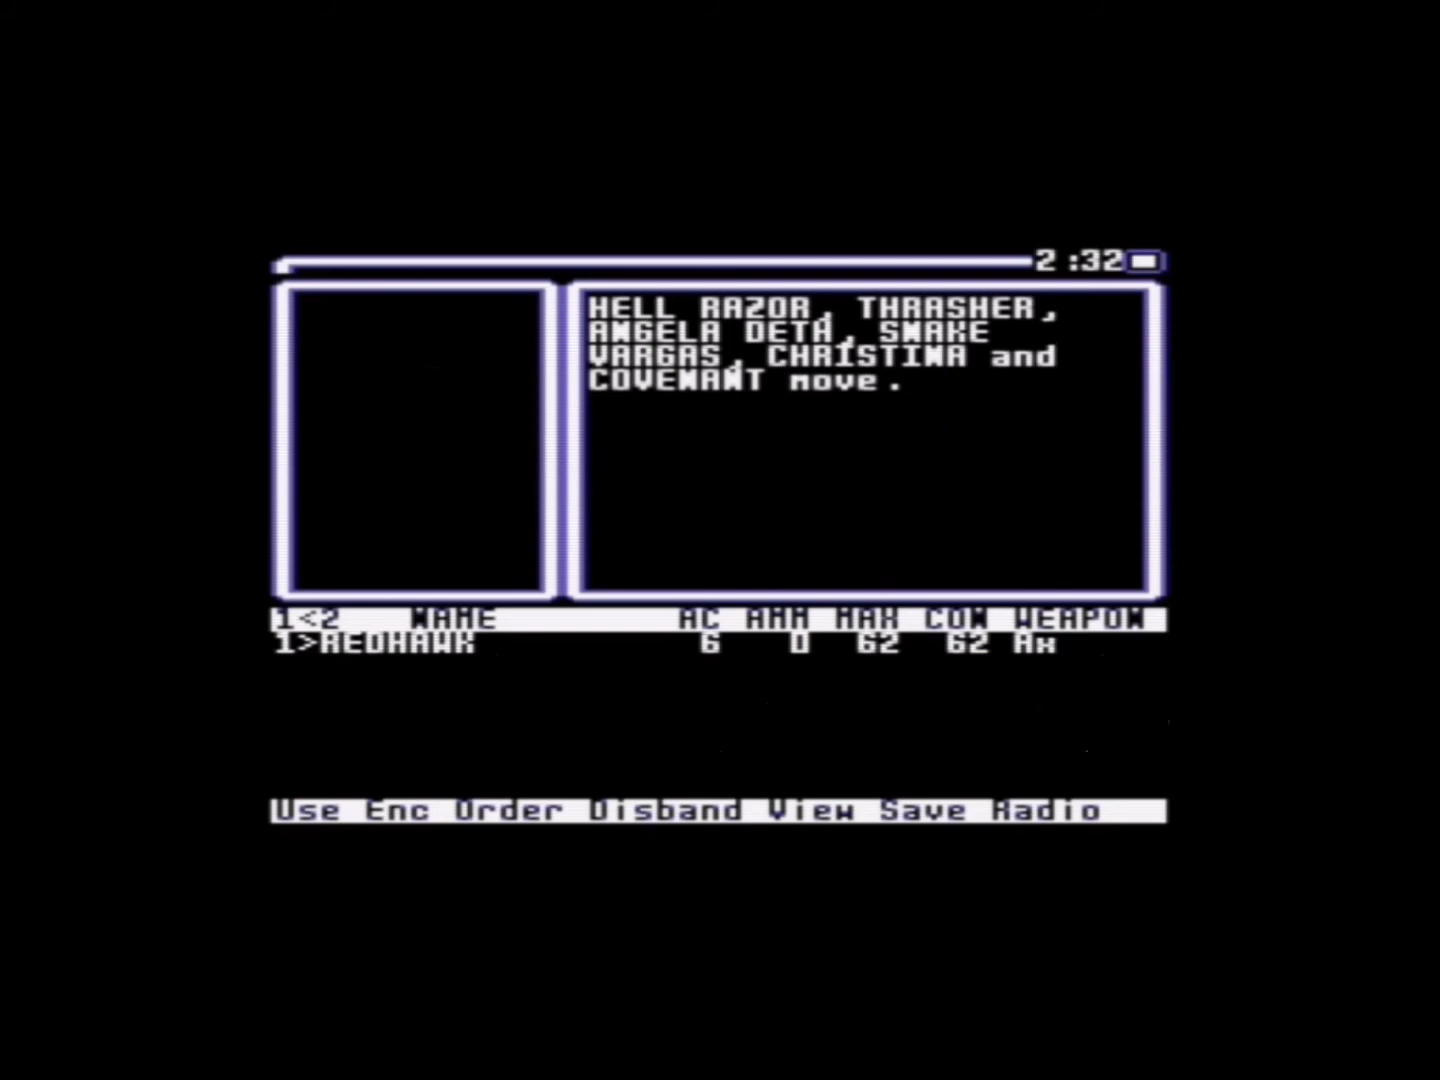 2 :32
HELL RAZOR, THRASHER,
ANGELA DETH, SNAKE
VARGAS, CHRISTINA and
COVENANT move.
1<2 NAME AC AMM MAX CON WEAPON
1>REDHAWK 6 0 62 62 Ax
Use Enc Order Disband View Save Radio